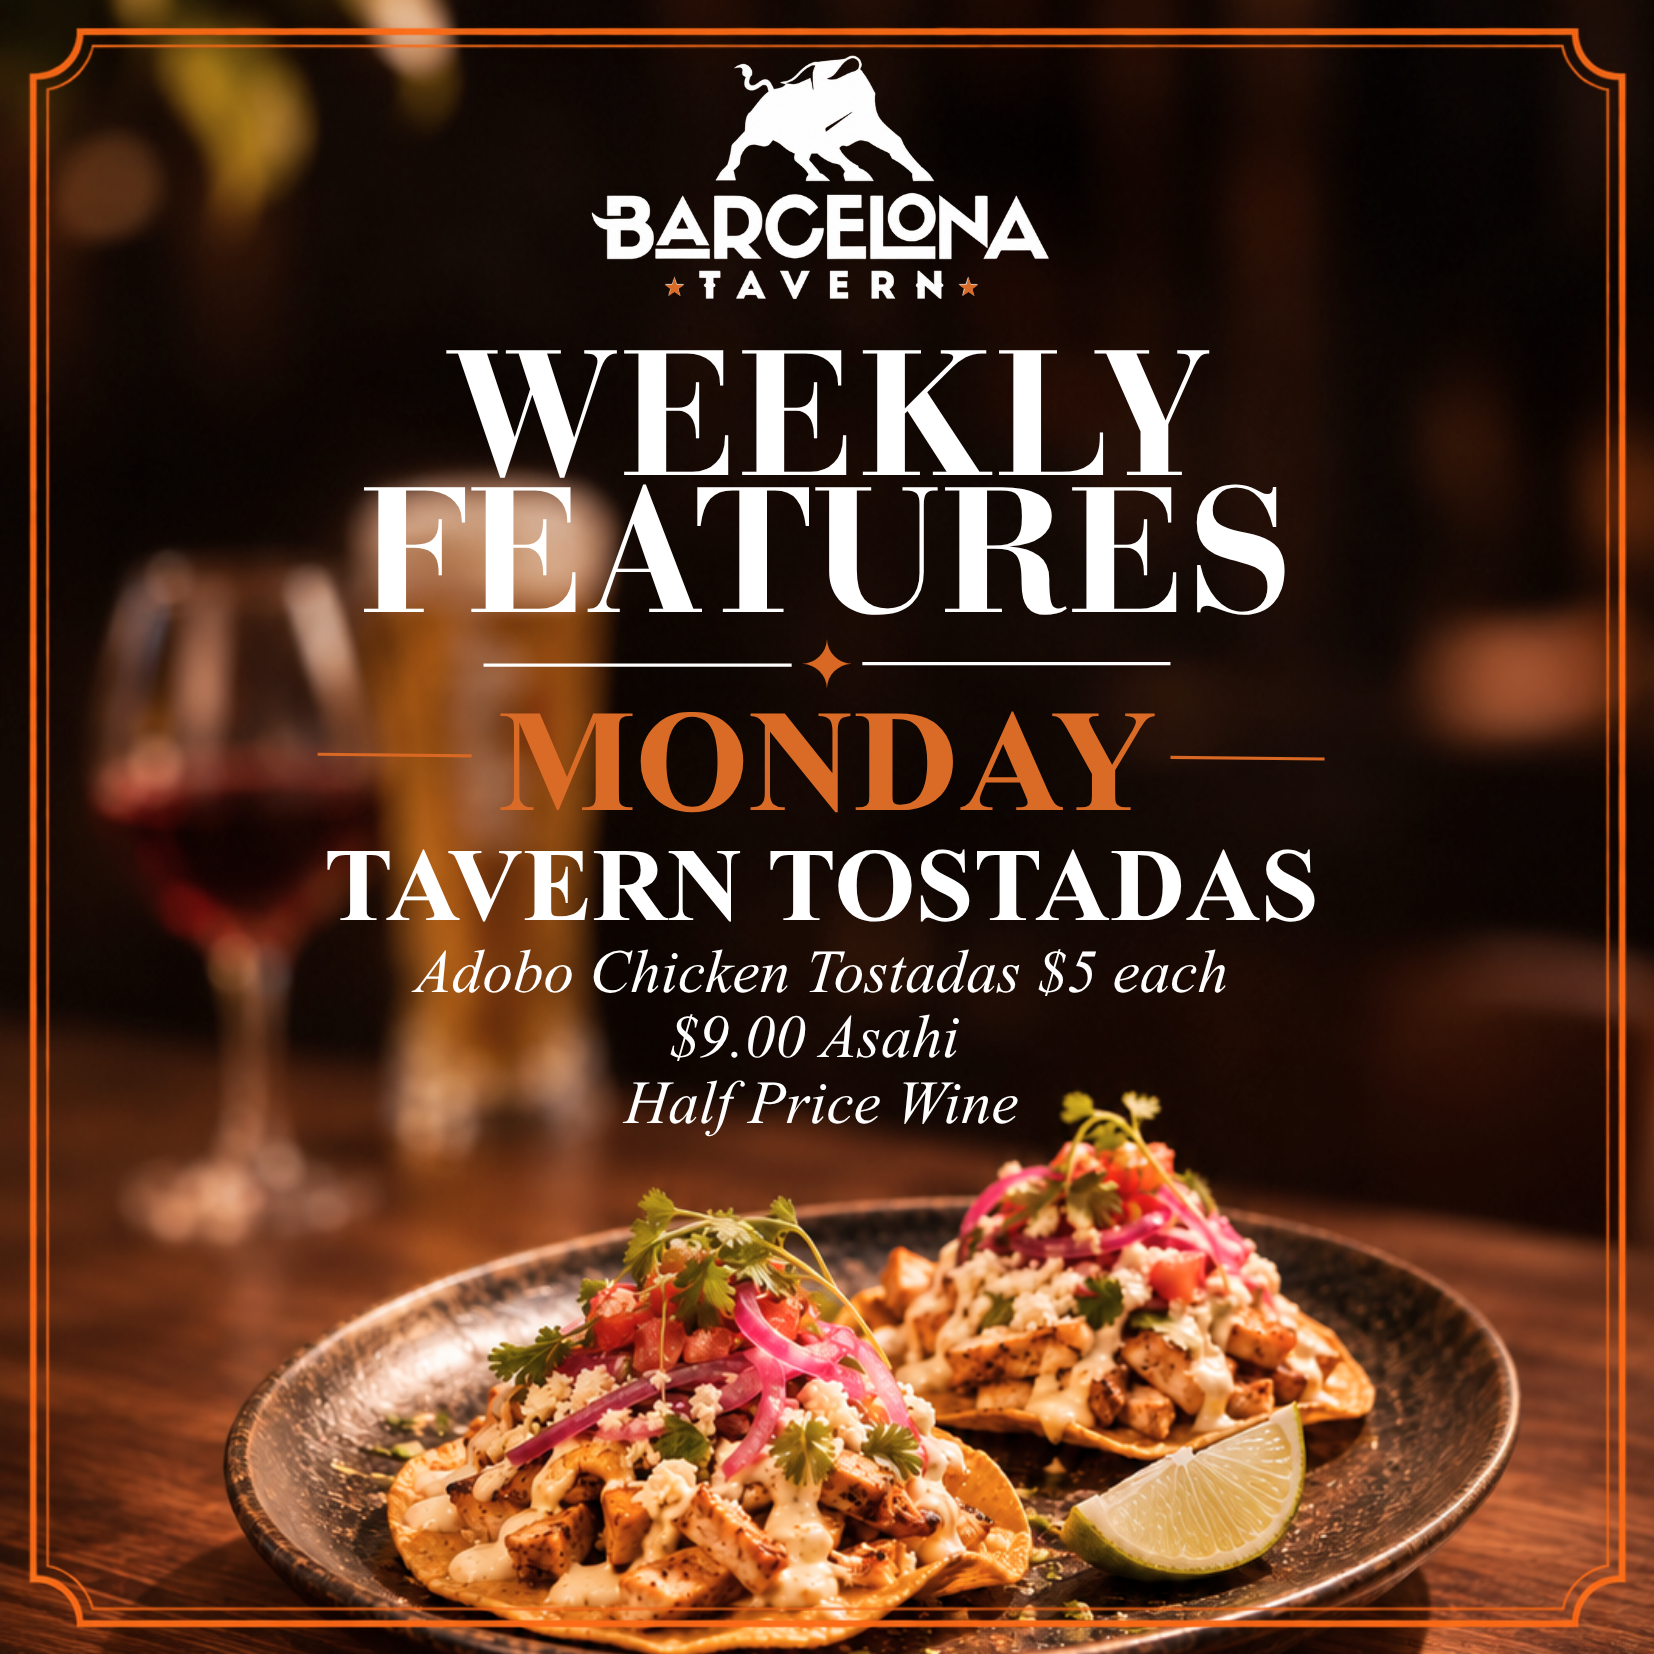 BARCELONA
TAVERN
WEEKLY
FEATURES
MONDAY
TAVERN TOSTADAS
Adobo Chicken Tostadas $5 each
$9.00 Asahi
Half Price Wine